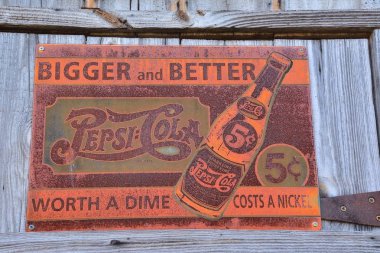 BIGGER and BETTER
PEPSI-COLA
5¢
PEPSI-COLA
5¢
WORTH A DIME
COSTS A NICKEL